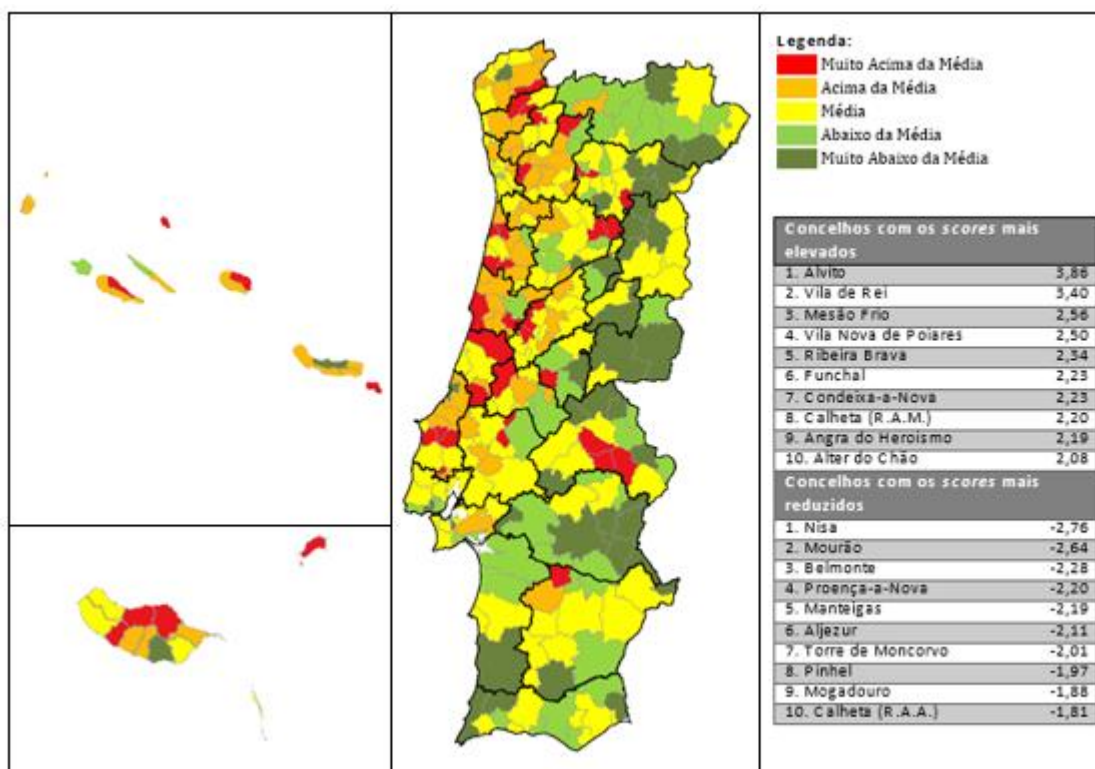 Legenda:
Muito Acima da Média
Acima da Média
Média
Abaixo da Média
Muito Abaixo da Média
Concelhos com os scores mais
elevados
1. Alvito 3,86
2. Vila de Rei 3,40
3. Mesão Frio 2,56
4. Vila Nova de Poiares 2,50
5. Ribeira Brava 2,34
6. Funchal 2,23
7. Condeixa-a-Nova 2,23
8. Calheta (R.A.M.) 2,20
9. Angra do Heroísmo 2,19
10. Alter do Chão 2,08
Concelhos com os scores mais
reduzidos
1. Nisa -2,76
2. Mourão -2,64
3. Belmonte -2,28
4. Proença-a-Nova -2,20
5. Manteigas -2,19
6. Aljezur -2,11
7. Torre de Moncorvo -2,01
8. Pinhel -1,97
9. Mogadouro -1,88
10. Calheta (R.A.A.) -1,81